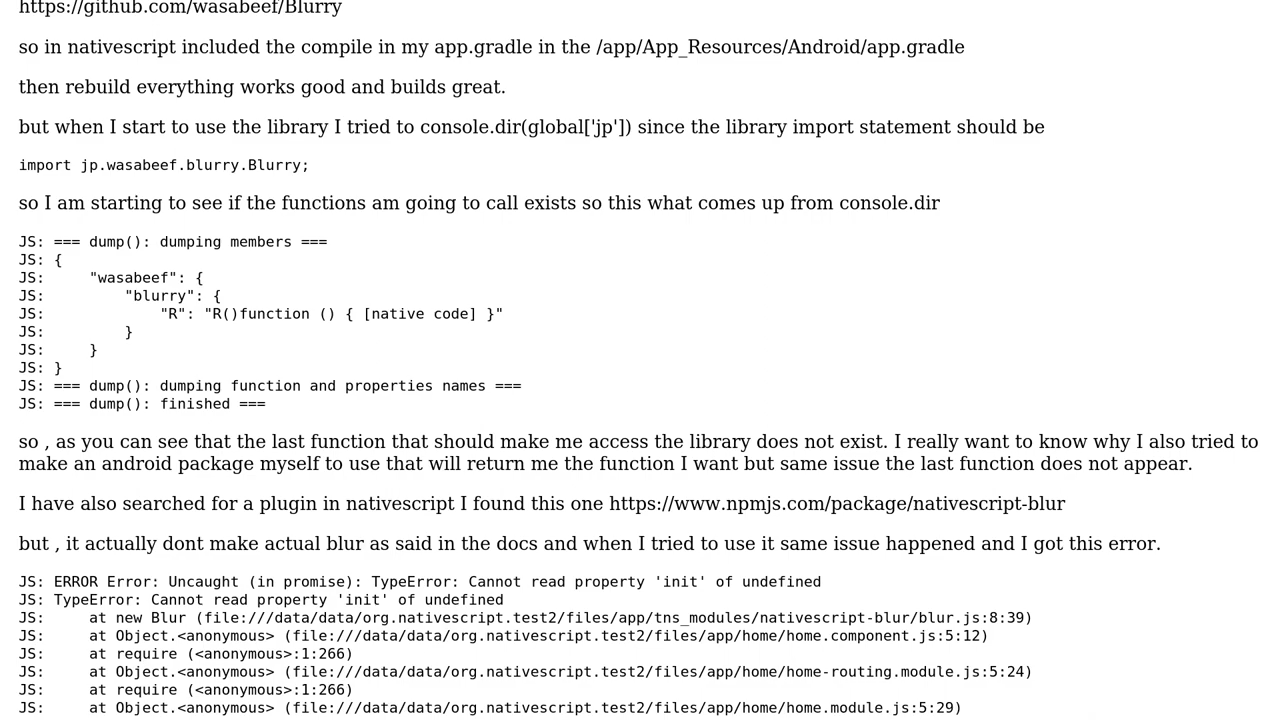 https://github.com/wasabeef/Blurry
so in nativescript included the compile in my app.gradle in the /app/App_Resources/Android/app.gradle
then rebuild everything works good and builds great.
but when I start to use the library I tried to console.dir(global['jp']) since the library import statement should be
import jp.wasabeef.blurry.Blurry;
so I am starting to see if the functions am going to call exists so this what comes up from console.dir
JS: === dump(): dumping members ===
JS: {
JS:     "wasabeef": {
JS:         "blurry": {
JS:             "R": "R()function () { [native code] }"
JS:         }
JS:     }
JS: }
JS: === dump(): dumping function and properties names ===
JS: === dump(): finished ===
so , as you can see that the last function that should make me access the library does not exist. I really want to know why I also tried to
make an android package myself to use that will return me the function I want but same issue the last function does not appear.
I have also searched for a plugin in nativescript I found this one https://www.npmjs.com/package/nativescript-blur
but , it actually dont make actual blur as said in the docs and when I tried to use it same issue happened and I got this error.
JS: ERROR Error: Uncaught (in promise): TypeError: Cannot read property 'init' of undefined
JS: TypeError: Cannot read property 'init' of undefined
JS:     at new Blur (file:///data/data/org.nativescript.test2/files/app/tns_modules/nativescript-blur/blur.js:8:39)
JS:     at Object.<anonymous> (file:///data/data/org.nativescript.test2/files/app/home/home.component.js:5:12)
JS:     at require (<anonymous>:1:266)
JS:     at Object.<anonymous> (file:///data/data/org.nativescript.test2/files/app/home/home-routing.module.js:5:24)
JS:     at require (<anonymous>:1:266)
JS:     at Object.<anonymous> (file:///data/data/org.nativescript.test2/files/app/home/home.module.js:5:29)